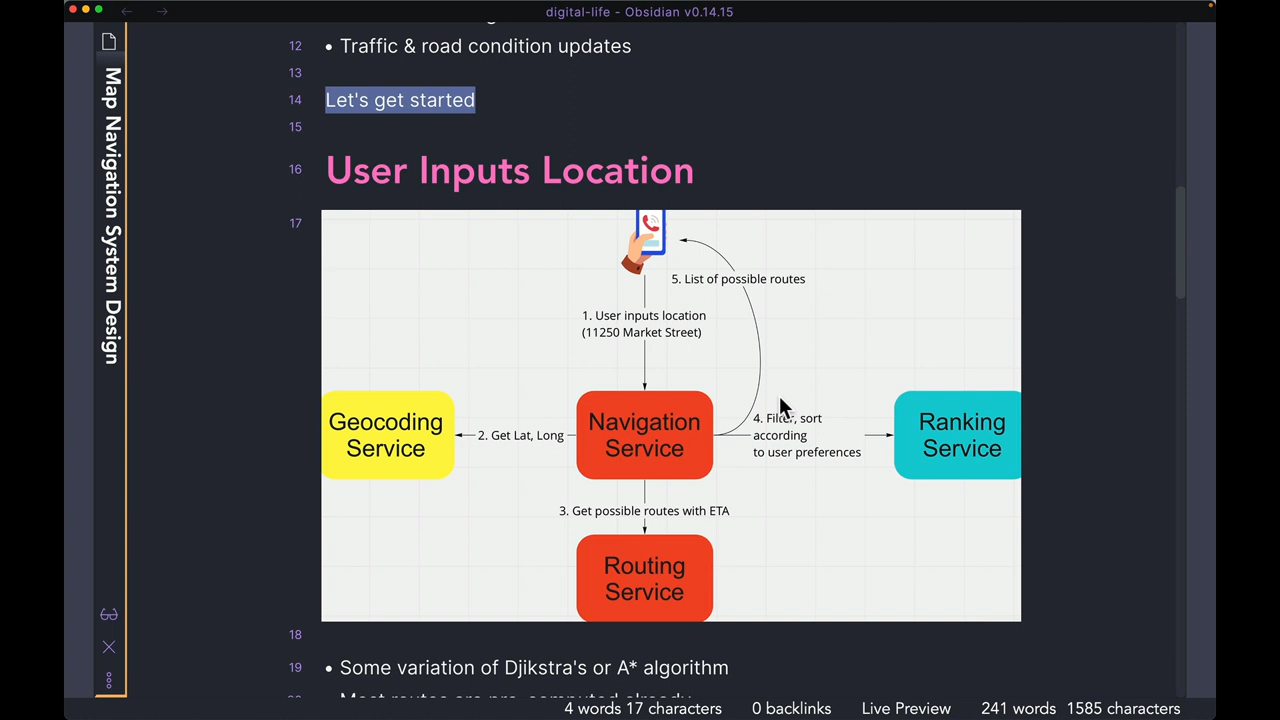 digital-life - Obsidian v0.14.15
Map Navigation System Design
12
• Traffic & road condition updates
13
14
Let's get started
15
16
User Inputs Location
17
5. List of possible routes
1. User inputs location
(11250 Market Street)
Geocoding
Service
2. Get Lat, Long
Navigation
Service
4. Filter, sort
according
to user preferences
Ranking
Service
3. Get possible routes with ETA
Routing
Service
18
19
• Some variation of Djikstra's or A* algorithm
4 words 17 characters
0 backlinks
Live Preview
241 words
1585 characters